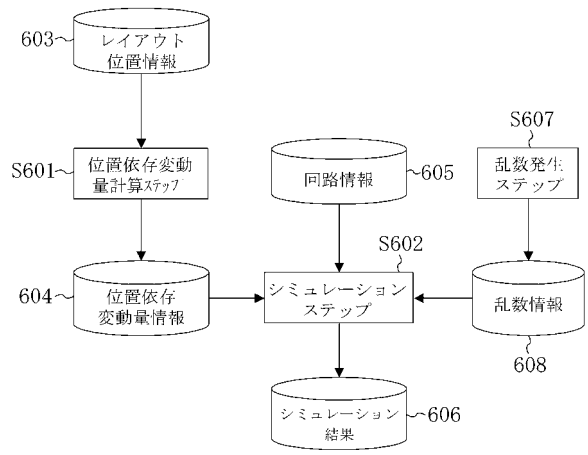 603
レイアウト
位置情報
S601
位置依存変動
量計算ステップ
604
位置依存
変動量情報
605
回路情報
S602
シミュレーション
ステップ
シミュレーション
結果
606
S607
乱数発生
ステップ
乱数情報
608